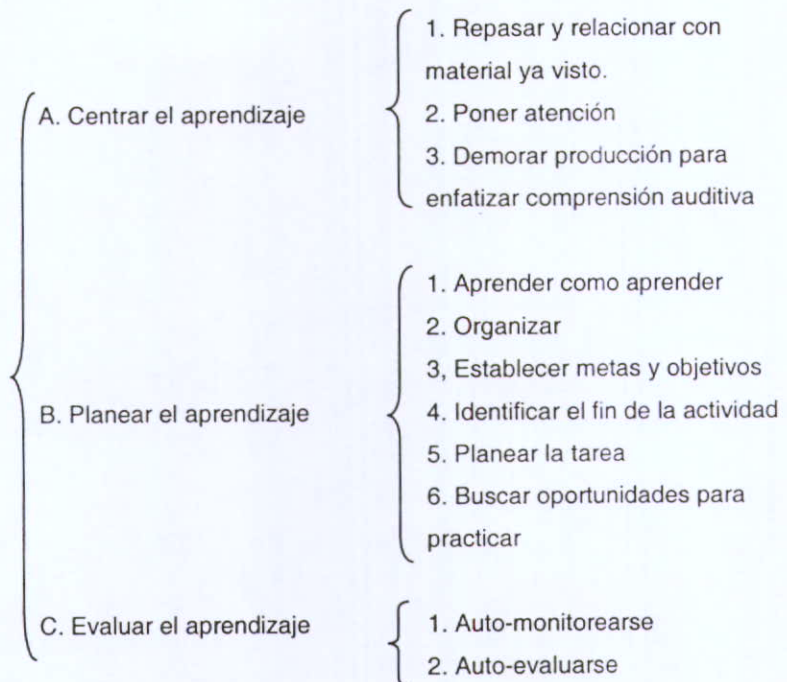 A. Centrar el aprendizaje
1. Repasar y relacionar con
material ya visto.
2. Poner atención
3. Demorar producción para
enfatizar comprensión auditiva
B. Planear el aprendizaje
1. Aprender como aprender
2. Organizar
3, Establecer metas y objetivos
4. Identificar el fin de la actividad
5. Planear la tarea
6. Buscar oportunidades para
practicar
C. Evaluar el aprendizaje
1. Auto-monitorearse
2. Auto-evaluarse